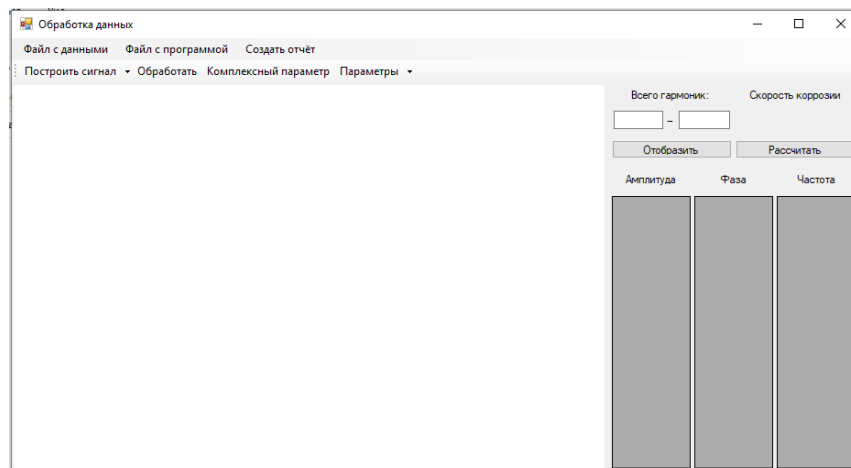 Обработка данных
Файл с данными Файл с программой Создать отчёт
Построить сигнал Обработать Комплексный параметр Параметры
Всего гармоник: Скорость коррозии
–
Отобразить Рассчитать
Амплитуда Фаза Частота